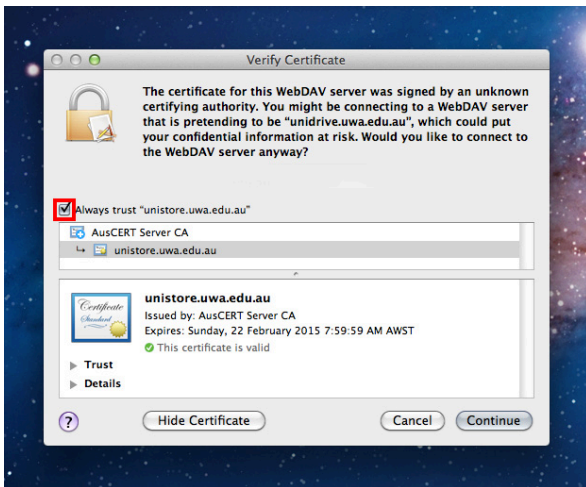 Verify Certificate
The certificate for this WebDAV server was signed by an unknown
certifying authority. You might be connecting to a WebDAV server
that is pretending to be “unidrive.uwa.edu.au”, which could put
your confidential information at risk. Would you like to connect to
the WebDAV server anyway?
Always trust “unistore.uwa.edu.au”
AusCERT Server CA
unistore.uwa.edu.au
Certificate
Standard
unistore.uwa.edu.au
Issued by: AusCERT Server CA
Expires: Sunday, 22 February 2015 7:59:59 AM AWST
This certificate is valid
Trust
Details
? Hide Certificate Cancel Continue